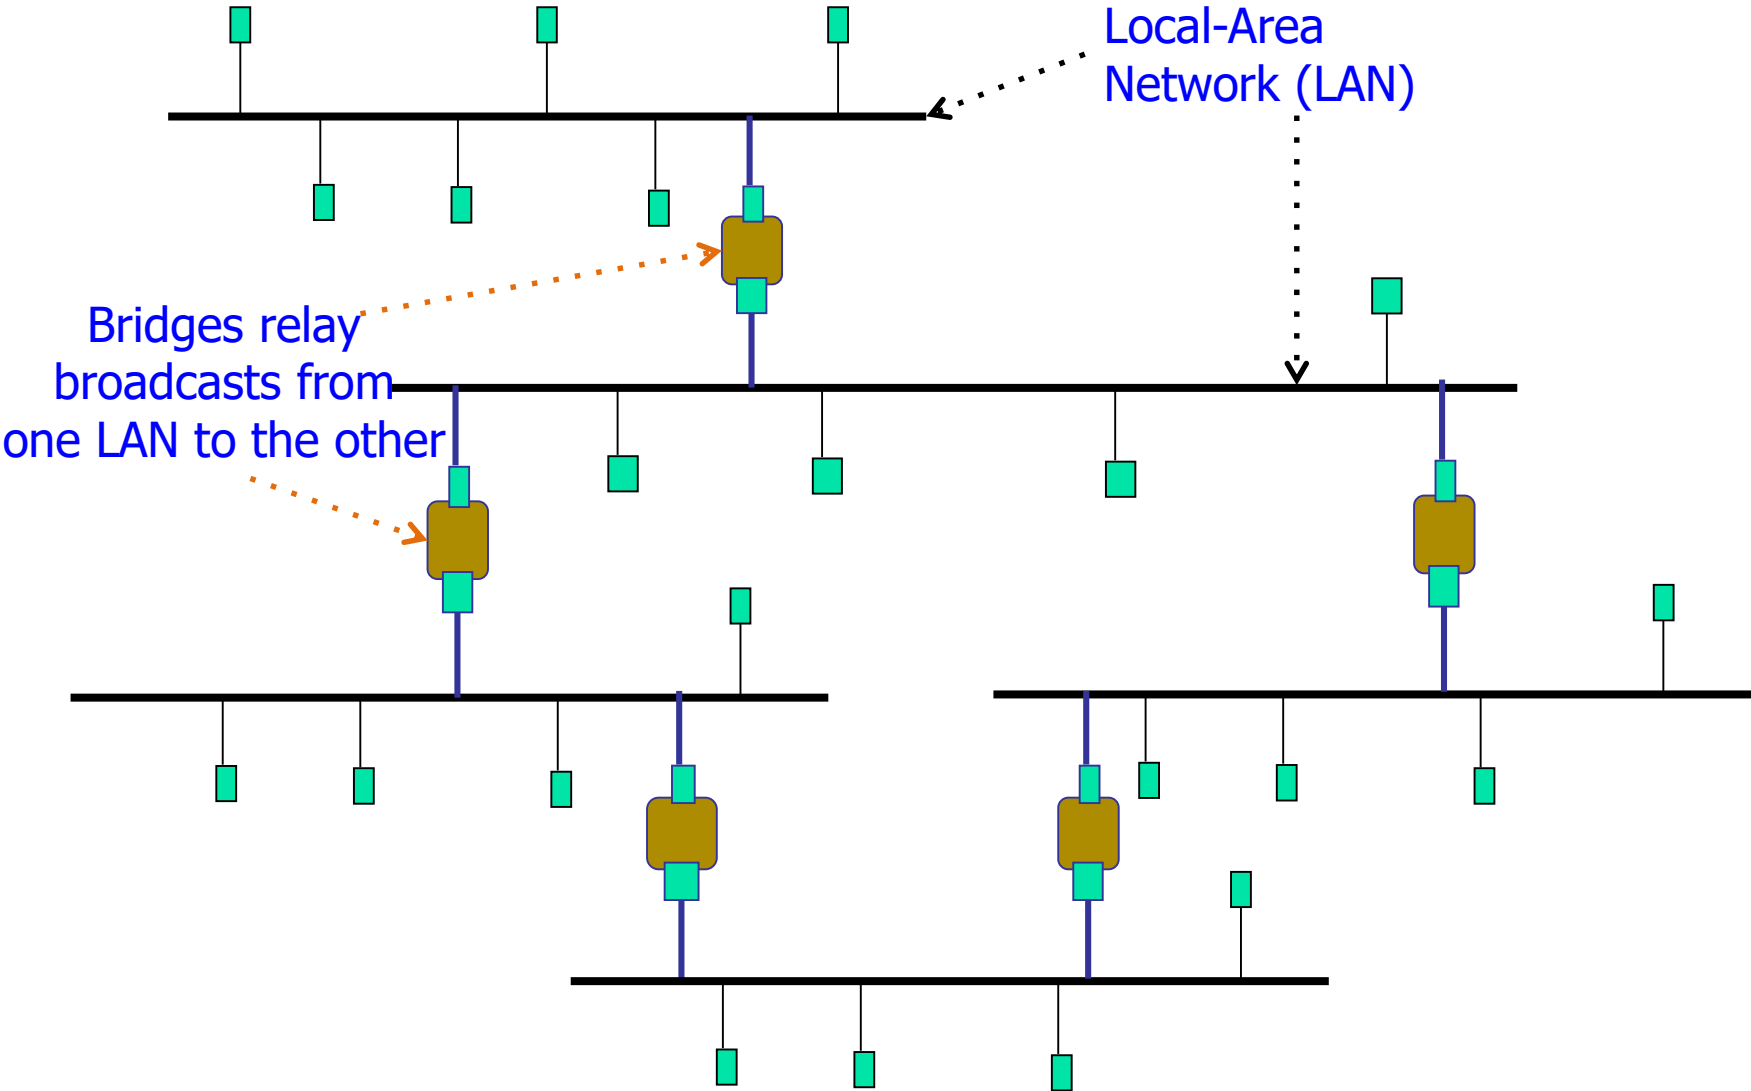 Local-Area
Network (LAN)
Bridges relay
broadcasts from
one LAN to the other